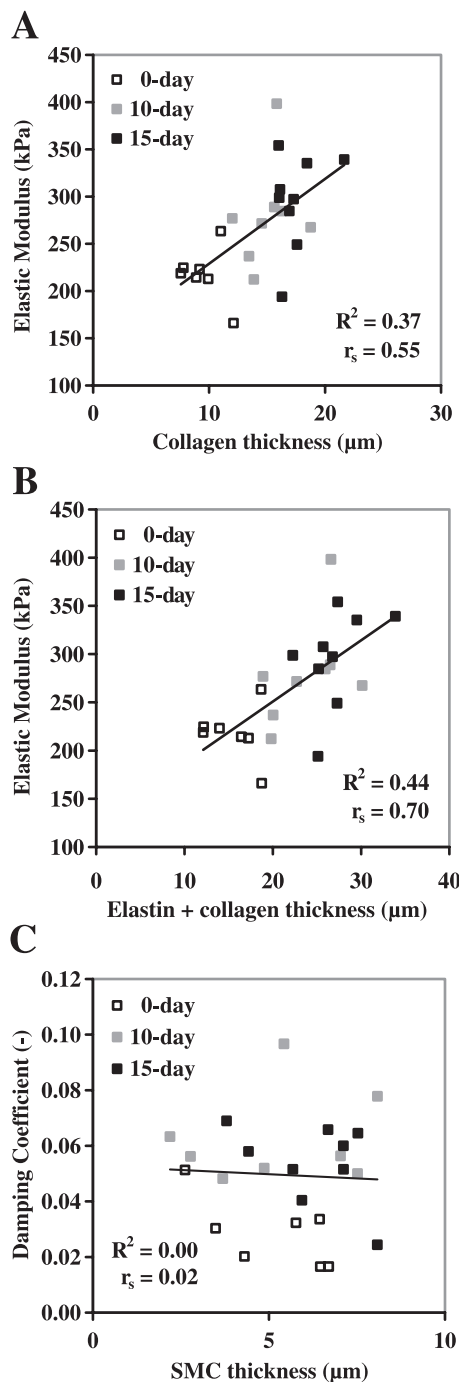 A
450
0-day
400
10-day
350
15-day
300
250
200
150
100
Elastic Modulus (kPa)
R² = 0.37
rs = 0.55
0 10 20 30
Collagen thickness (μm)
B
450
0-day
400
10-day
350
15-day
300
250
200
150
100
Elastic Modulus (kPa)
R² = 0.44
rs = 0.70
0 10 20 30 40
Elastin + collagen thickness (μm)
C
0.12
0-day
0.10
10-day
15-day
0.08
0.06
0.04
0.02
0.00
Damping Coefficient (-)
R² = 0.00
rs = 0.02
0 5 10
SMC thickness (μm)